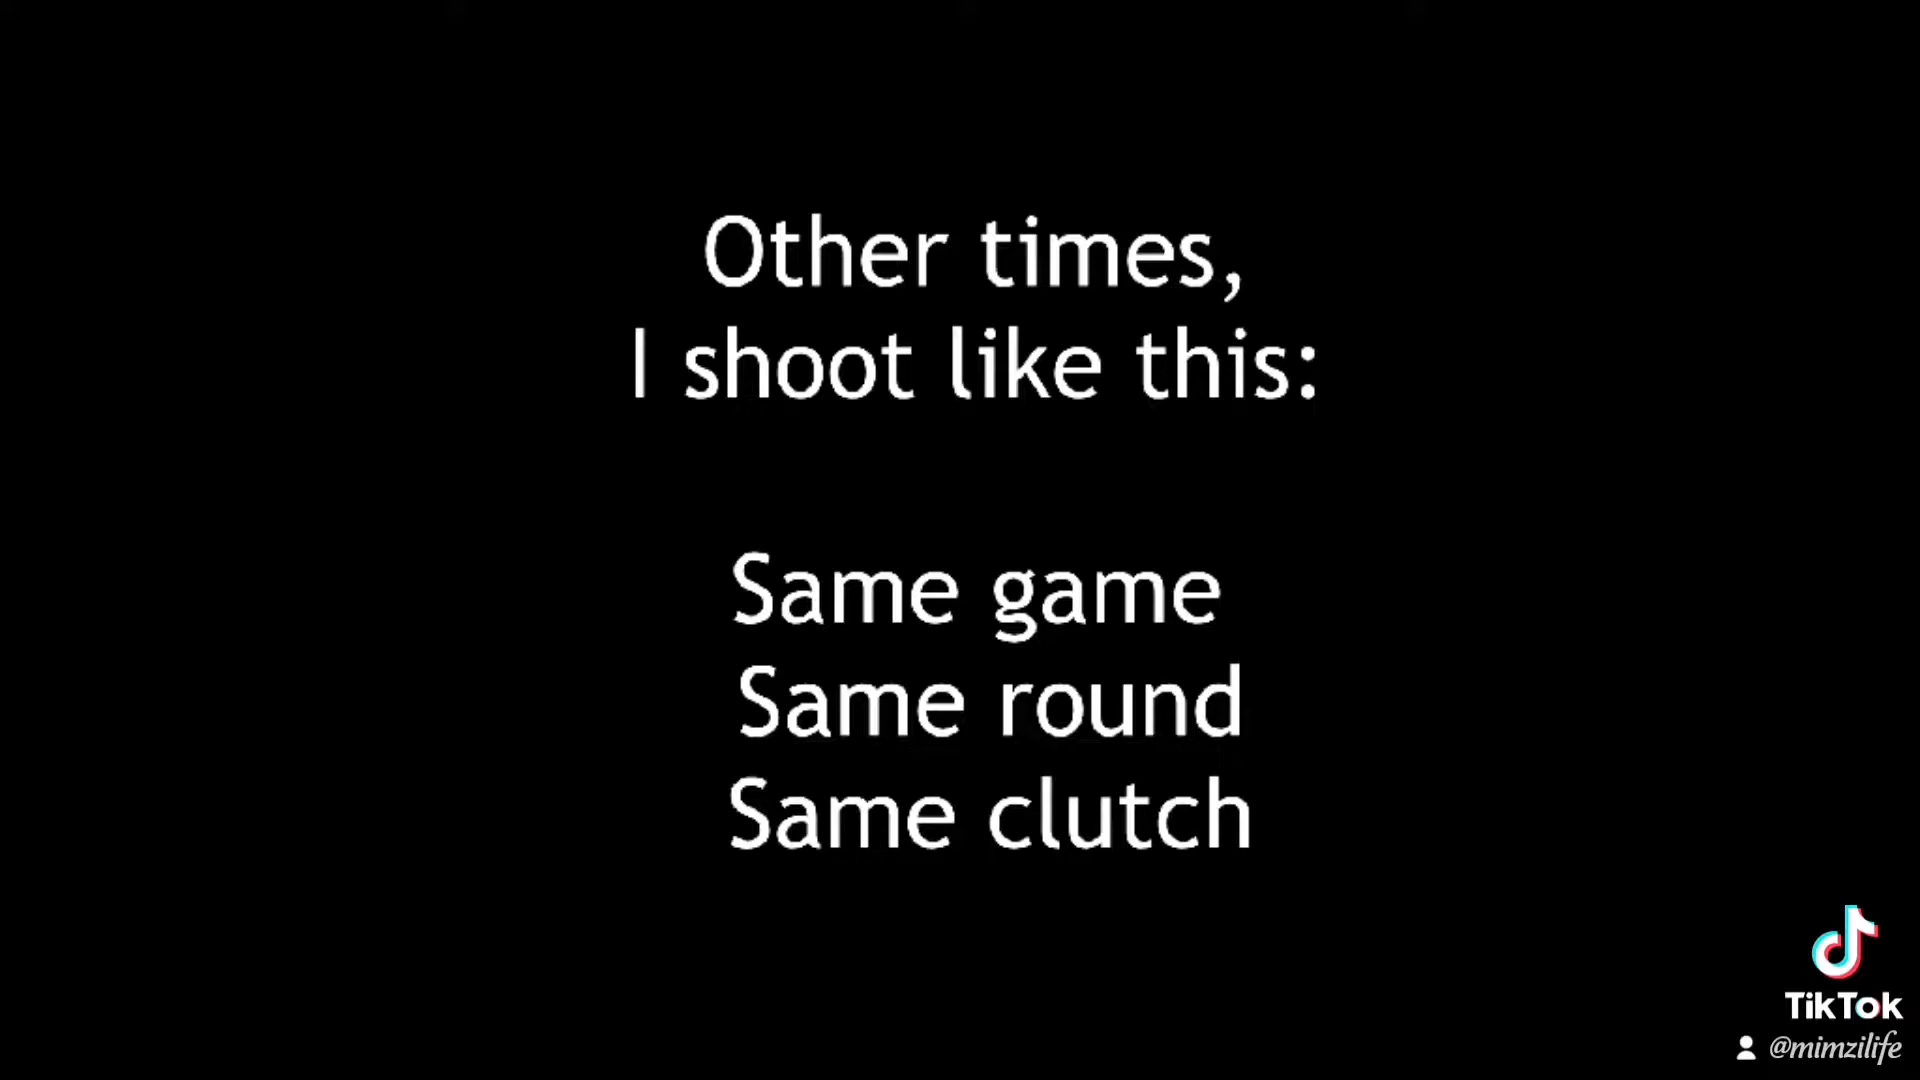 Other times,
I shoot like this:
Same game
Same round
Same clutch
TikTok
@mimzilife